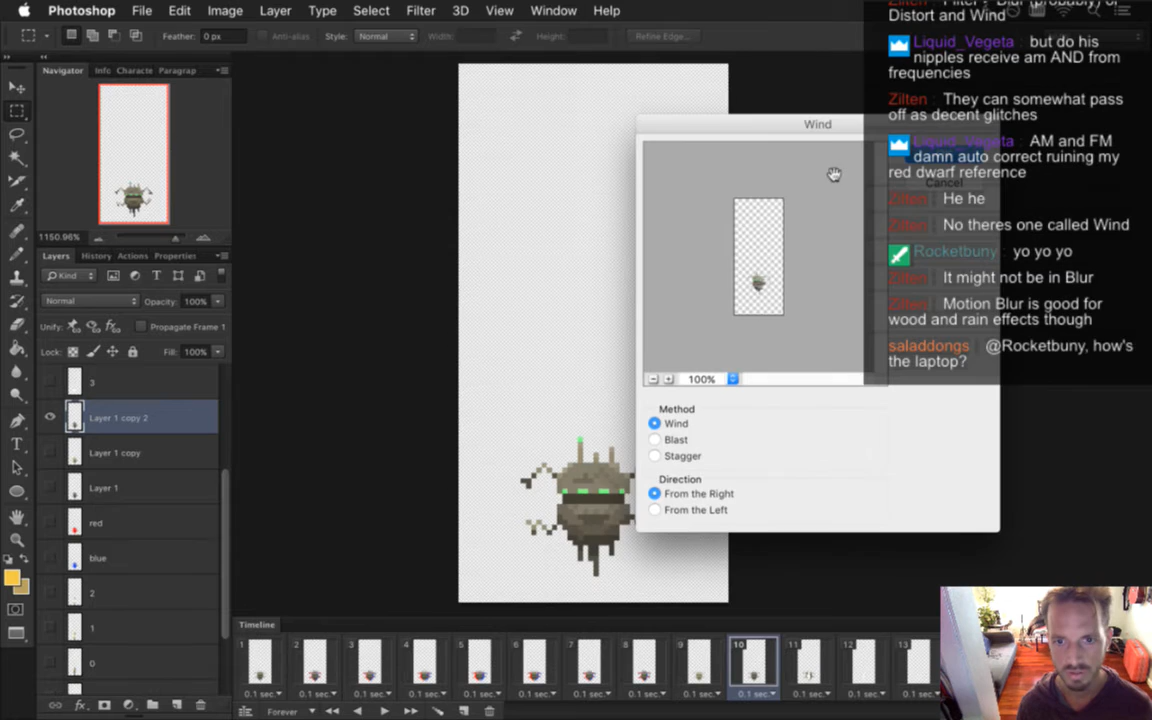 Photoshop File Edit Image Layer Type Select Filter 3D View Window Help
Feather: 0 px Anti-alias Style: Normal Width: Height: Refine Edge...
Navigator Info Characte Paragrap
1150.96%
Layers History Actions Properties
Kind
Normal Opacity: 100%
Unify: Propagate Frame 1
Lock: Fill: 100%
3
Layer 1 copy 2
Layer 1 copy
Layer 1
red
blue
2
1
0
Wind
Cancel
100%
Method
Wind
Blast
Stagger
Direction
From the Right
From the Left
Distort and Wind
Liquid_Vegeta : but do his
nipples receive am AND from
frequencies
Zilten : They can somewhat pass
off as decent glitches
Liquid_Vegeta : AM and FM
damn auto correct ruining my
red dwarf reference
Zilten : He he
Zilten : No theres one called Wind
Rocketbuny : yo yo yo
Zilten : It might not be in Blur
Zilten : Motion Blur is good for
wood and rain effects though
saladdongs : @Rocketbuny, how's
the laptop?
Timeline
1 2 3 4 5 6 7 8 9 10 11 12 13
0.1 sec. 0.1 sec. 0.1 sec. 0.1 sec. 0.1 sec. 0.1 sec. 0.1 sec. 0.1 sec. 0.1 sec. 0.1 sec. 0.1 sec. 0.1 sec. 0.1 sec.
Forever